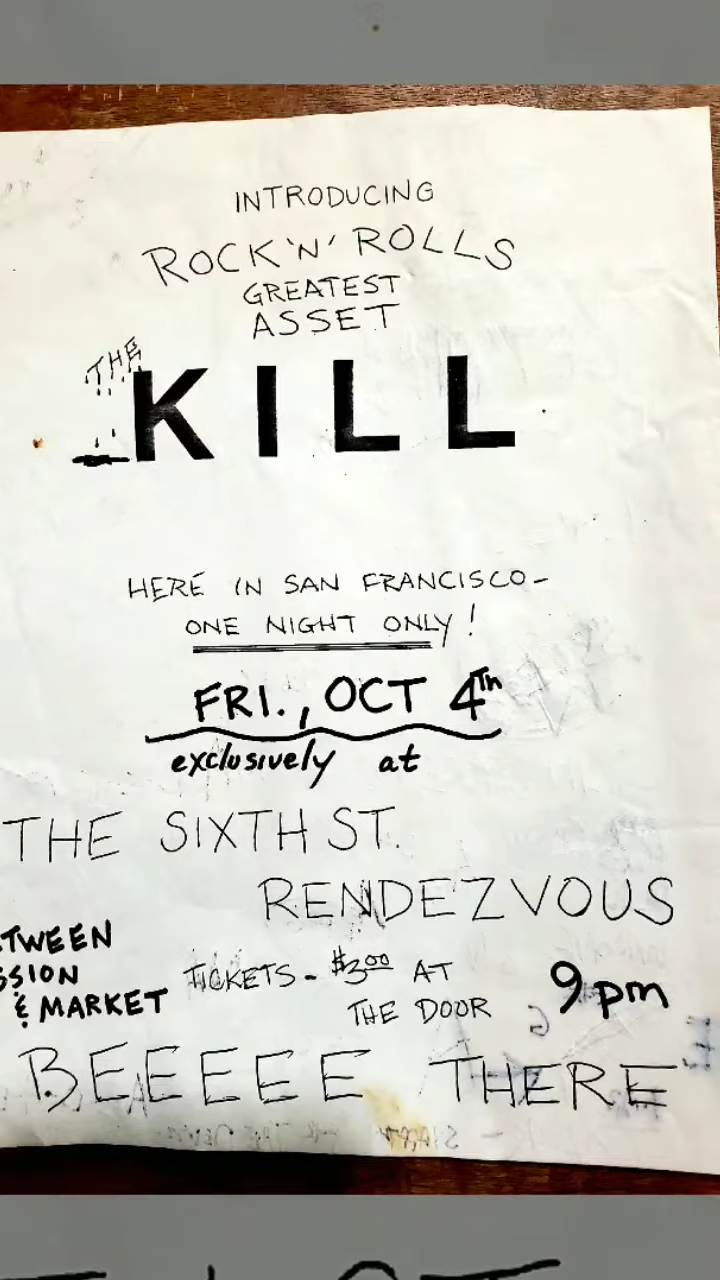 INTRODUCING
ROCK 'N' ROLLS
GREATEST
ASSET
THE
KILL
HERE IN SAN FRANCISCO-
ONE NIGHT ONLY!
FRI., OCT 4TH
exclusively at
THE SIXTH ST.
RENDEZVOUS
TWEEN
SSION
& MARKET
TICKETS - $3.00 AT
THE DOOR
9pm
BEEEEE THERE